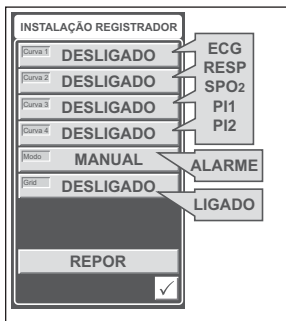 INSTALAÇÃO REGISTRADOR
Curva 1 DESLIGADO
Curva 2 DESLIGADO
Curva 3 DESLIGADO
Curva 4 DESLIGADO
Modo MANUAL
Grid DESLIGADO
REPOR
ECG
RESP
SPO2
PI1
PI2
ALARME
LIGADO